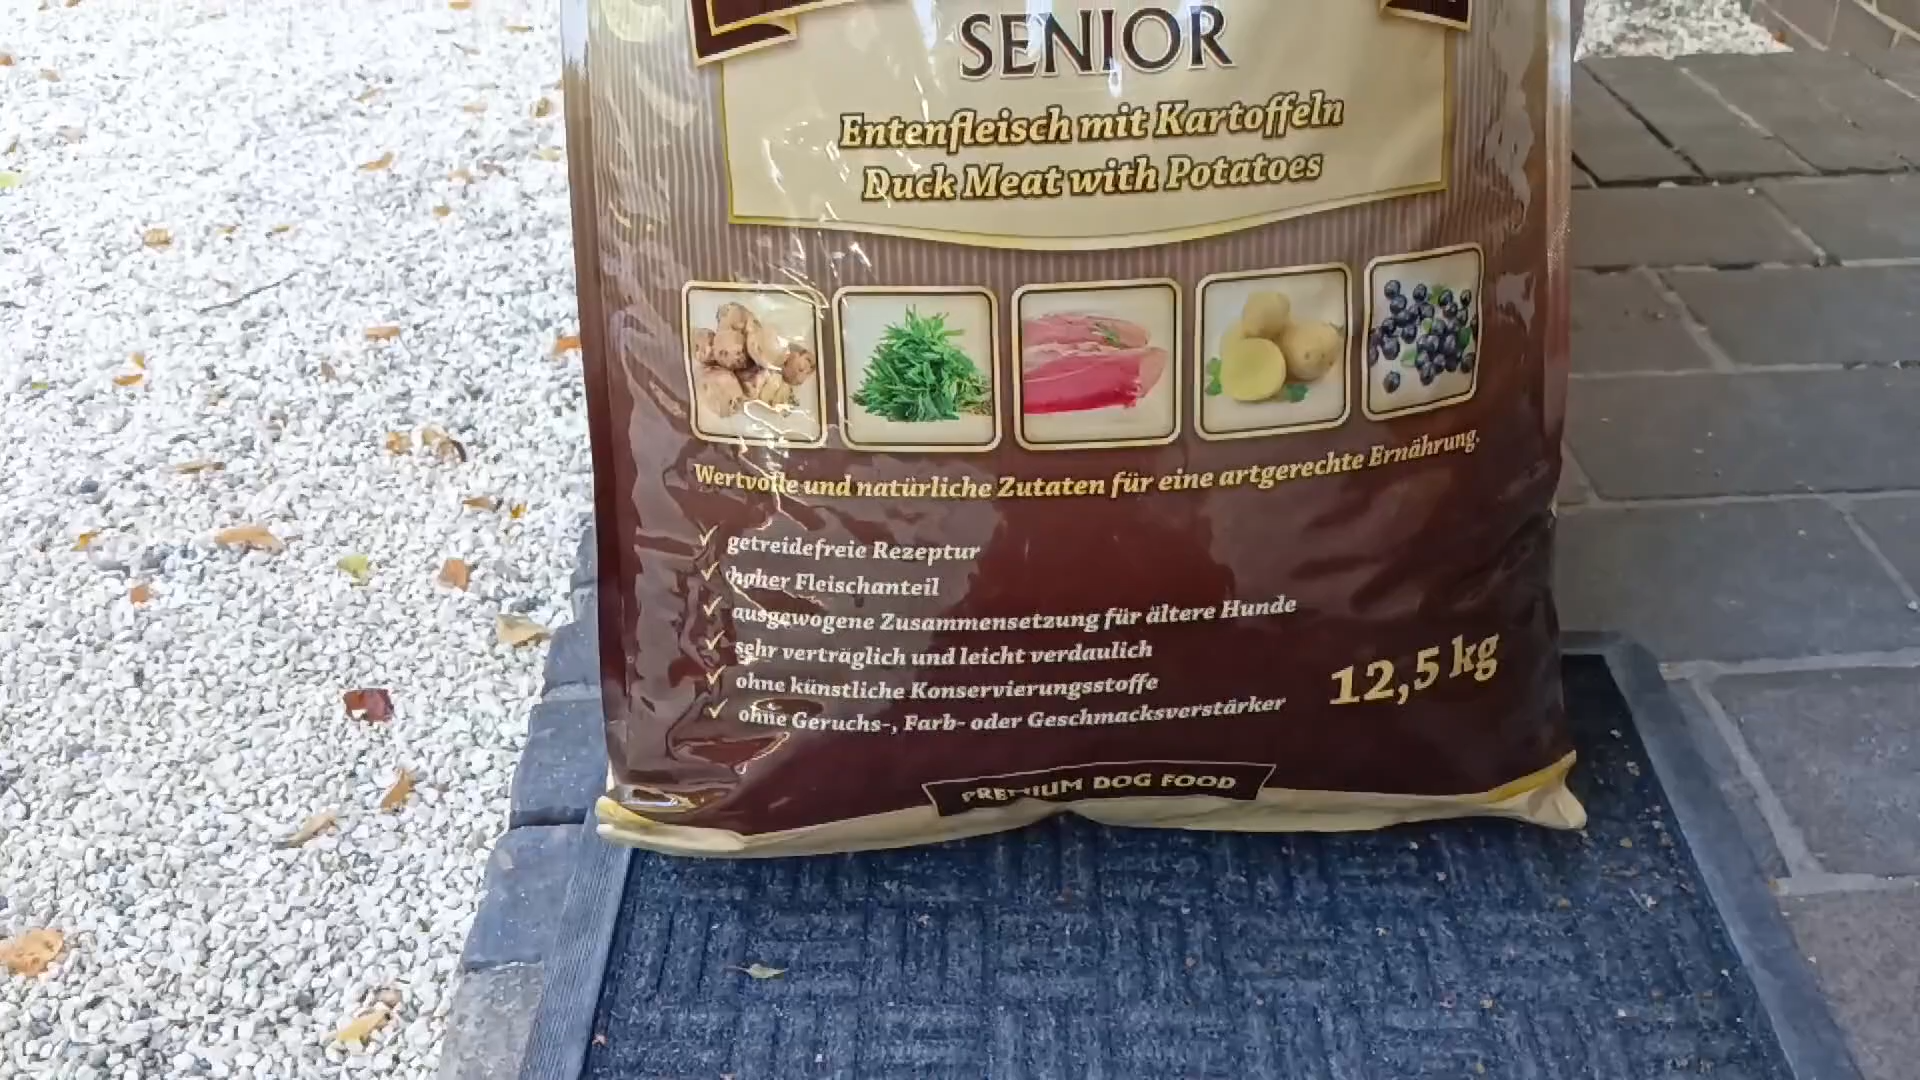 SENIOR
Entenfleisch mit Kartoffeln
Duck Meat with Potatoes
Wertvolle und natürliche Zutaten für eine artgerechte Ernährung.
getreidefreie Rezeptur
hoher Fleischanteil
ausgewogene Zusammensetzung für ältere Hunde
sehr verträglich und leicht verdaulich
ohne künstliche Konservierungsstoffe
ohne Geruchs-, Farb- oder Geschmacksverstärker
12,5 kg
PREMIUM DOG FOOD